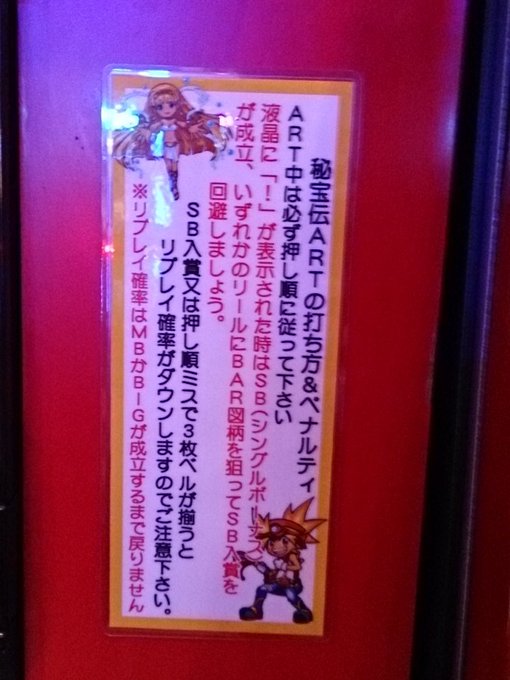 秘宝伝ARTの打ち方&ペナルティ
ART中は必ず押し順に従って下さい
液晶に「!」が表示された時はSB(シングルボーナス
が成立、いずれかのリールにBAR図柄を狙ってSB入賞を
回避しましょう。
SB入賞又は押し順ミスで3枚ベルが揃うと
リプレイ確率がダウンしますのでご注意下さい。
※リプレイ確率はMBかBIGが成立するまで戻りません